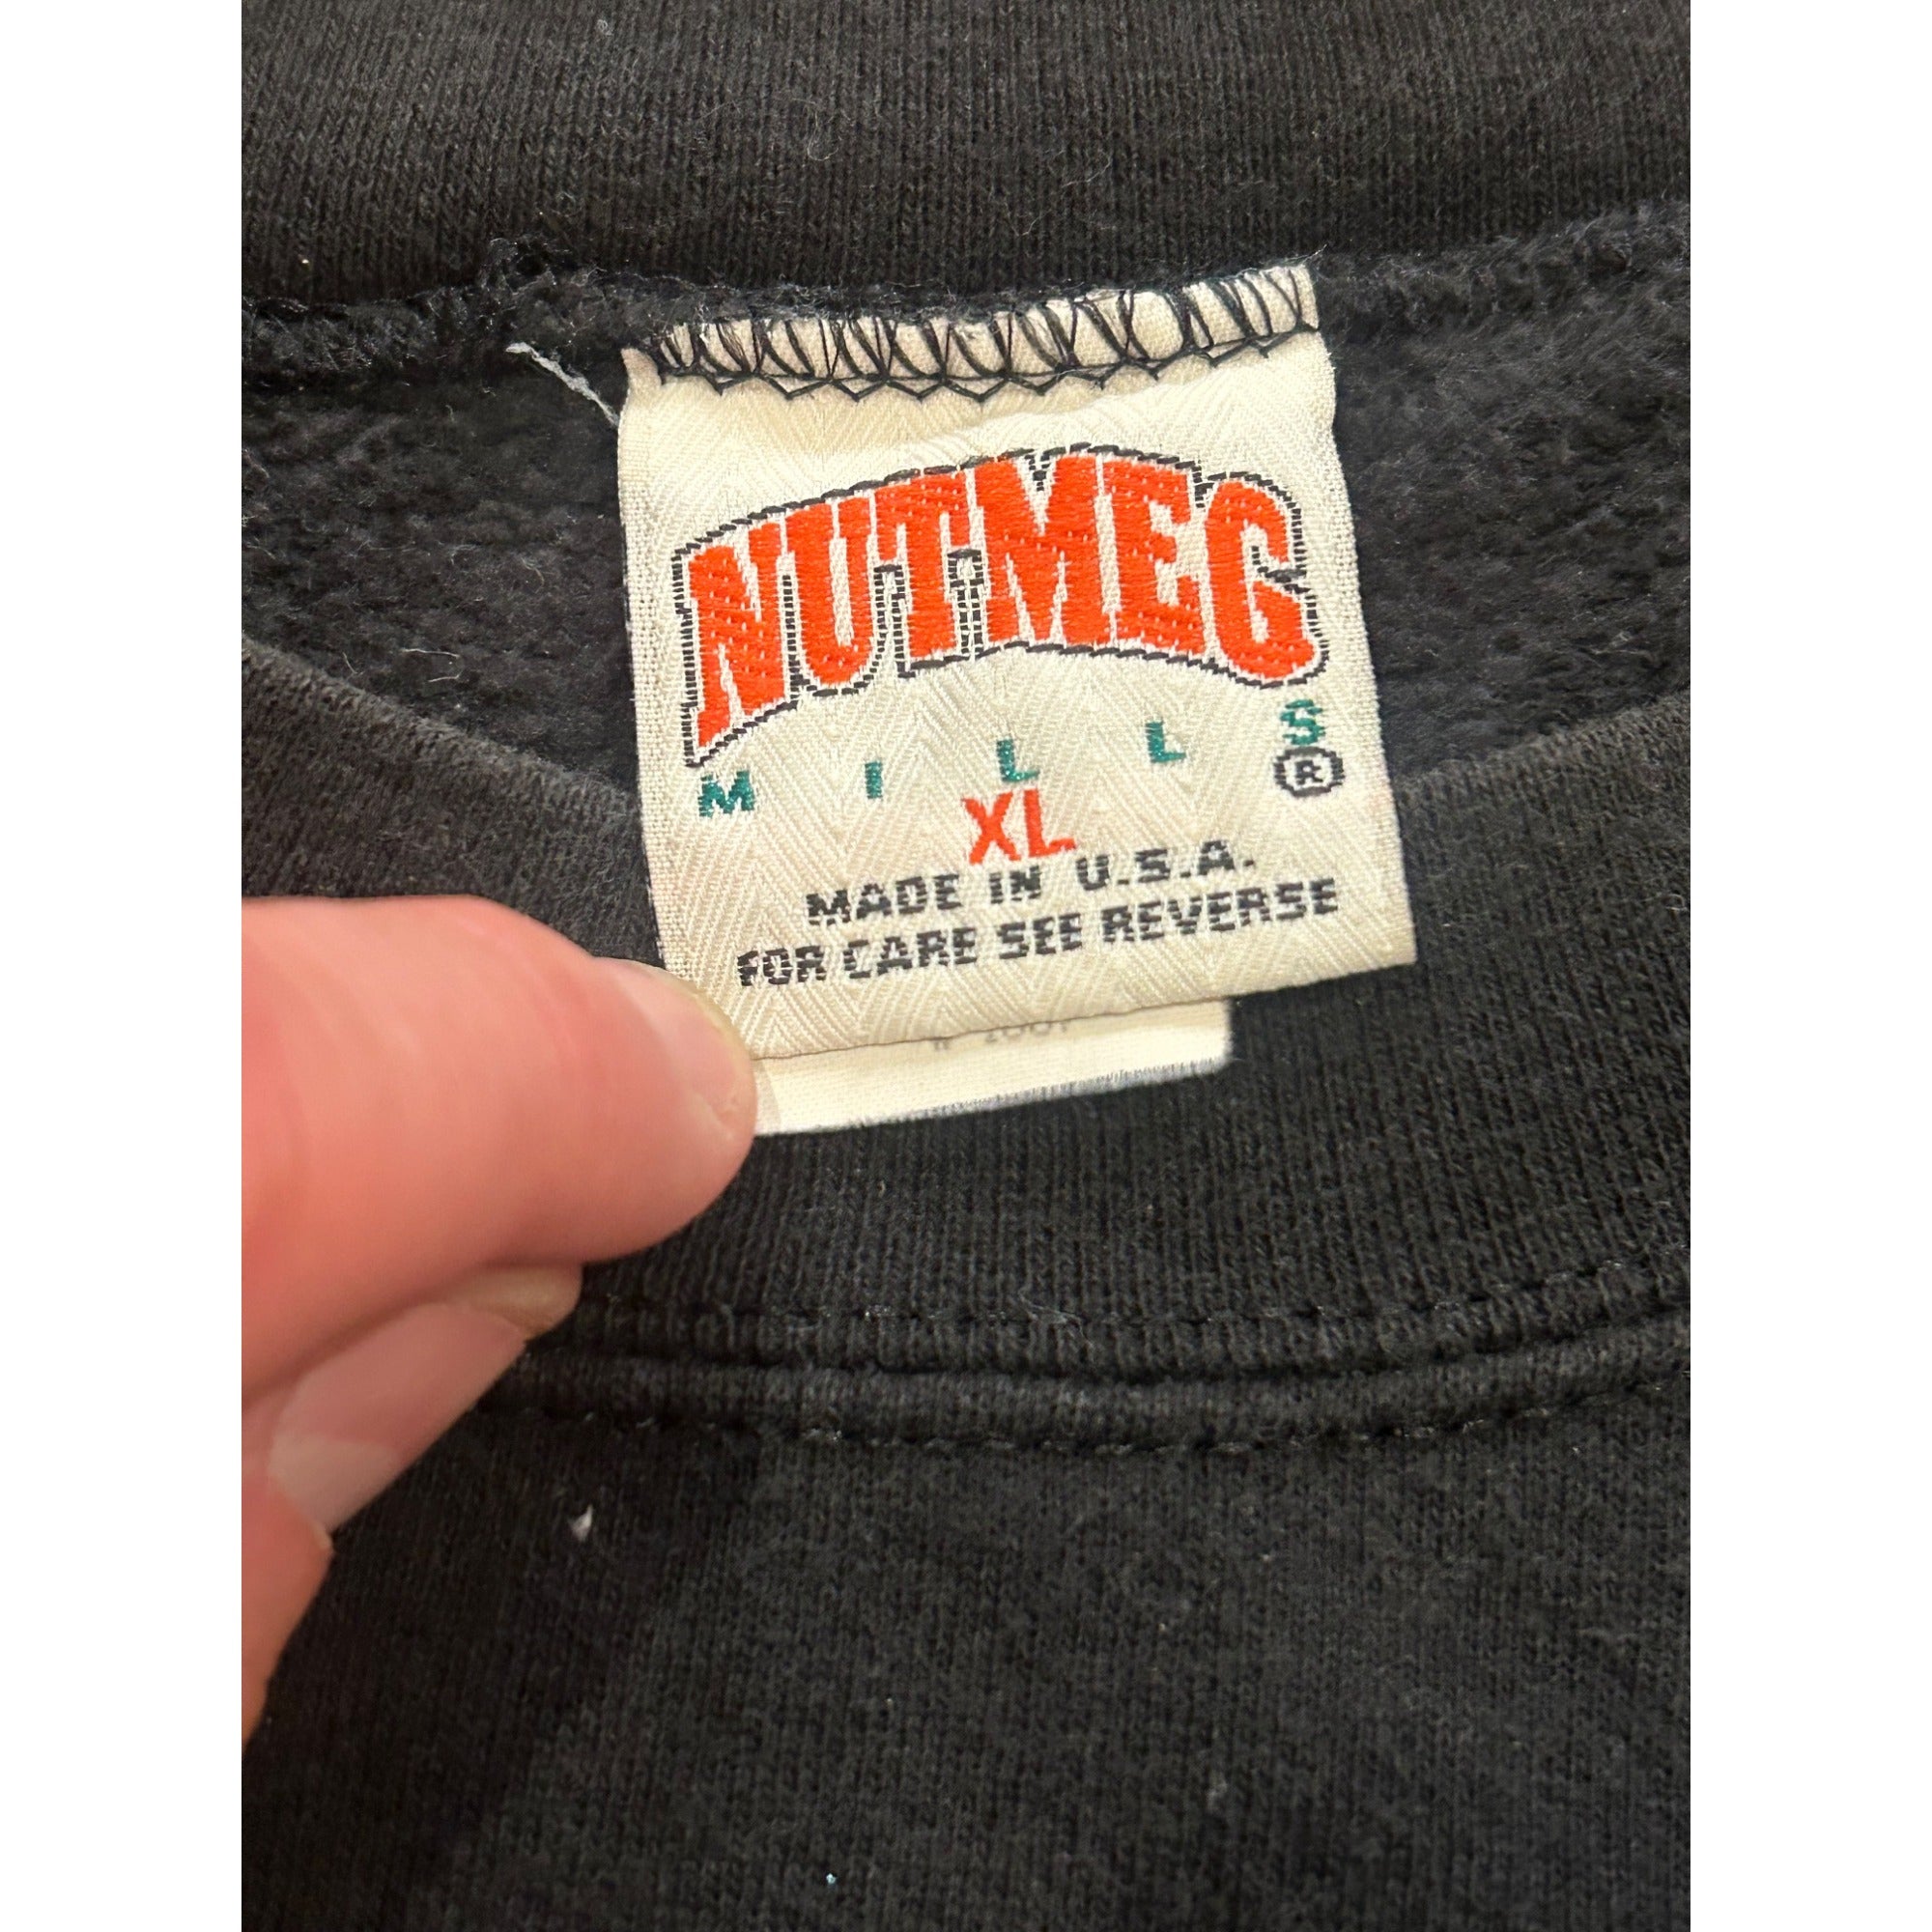 NUTMEG
MILLS®
XL
MADE IN U.S.A.
FOR CARE SEE REVERSE